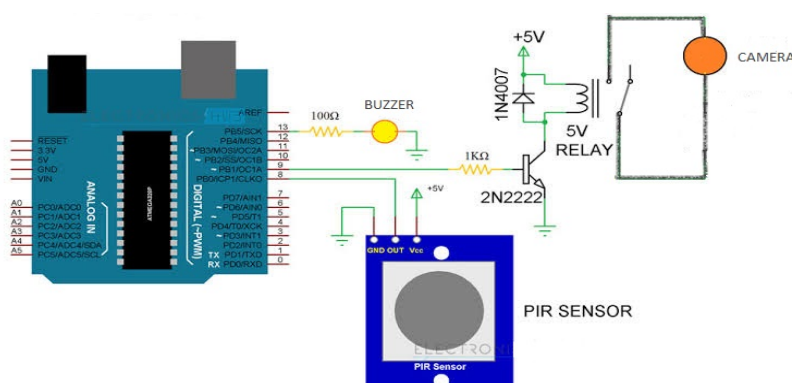 +5V
CAMERA
1N4007
5V
RELAY
BUZZER
100Ω
1KΩ
2N2222
AREF
PB5/SCK 13
PB4/MISO 12
~PB3/MOSI/OC2A 11
~ PB2/SS/OC1B 10
~ PB1/OC1A 9
PB0/ICP1/CLKO 8
PD7/AIN1 7
~ PD6/AIN0 6
~ PD5/T1 5
PD4/T0/XCK 4
~ PD3/INT1 3
PD2/INT0 2
TX PD1/TXD 1
RX PD0/RXD 0
RESET
3.3V
5V
GND
VIN
A0 PC0/ADC0
A1 PC1/ADC1
A2 PC2/ADC2
A3 PC3/ADC3
A4 PC4/ADC4/SDA
A5 PC5/ADC5/SCL
ANALOG IN
ATMEGA328P
DIGITAL (~PWM)
+5V
GND OUT Vcc
PIR SENSOR
ELECTRONI
PIR Sensor